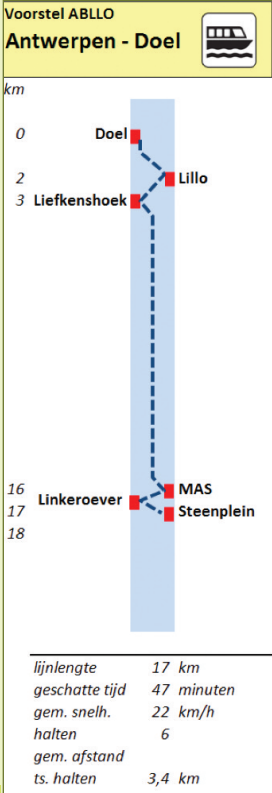 Voorstel ABLLO
Antwerpen - Doel
km
0 Doel
2 Lillo
3 Liefkenshoek
16 MAS
Linkeroever
17 Steenplein
18
lijnlengte 17 km
geschatte tijd 47 minuten
gem. snelh. 22 km/h
halten 6
gem. afstand
ts. halten 3,4 km